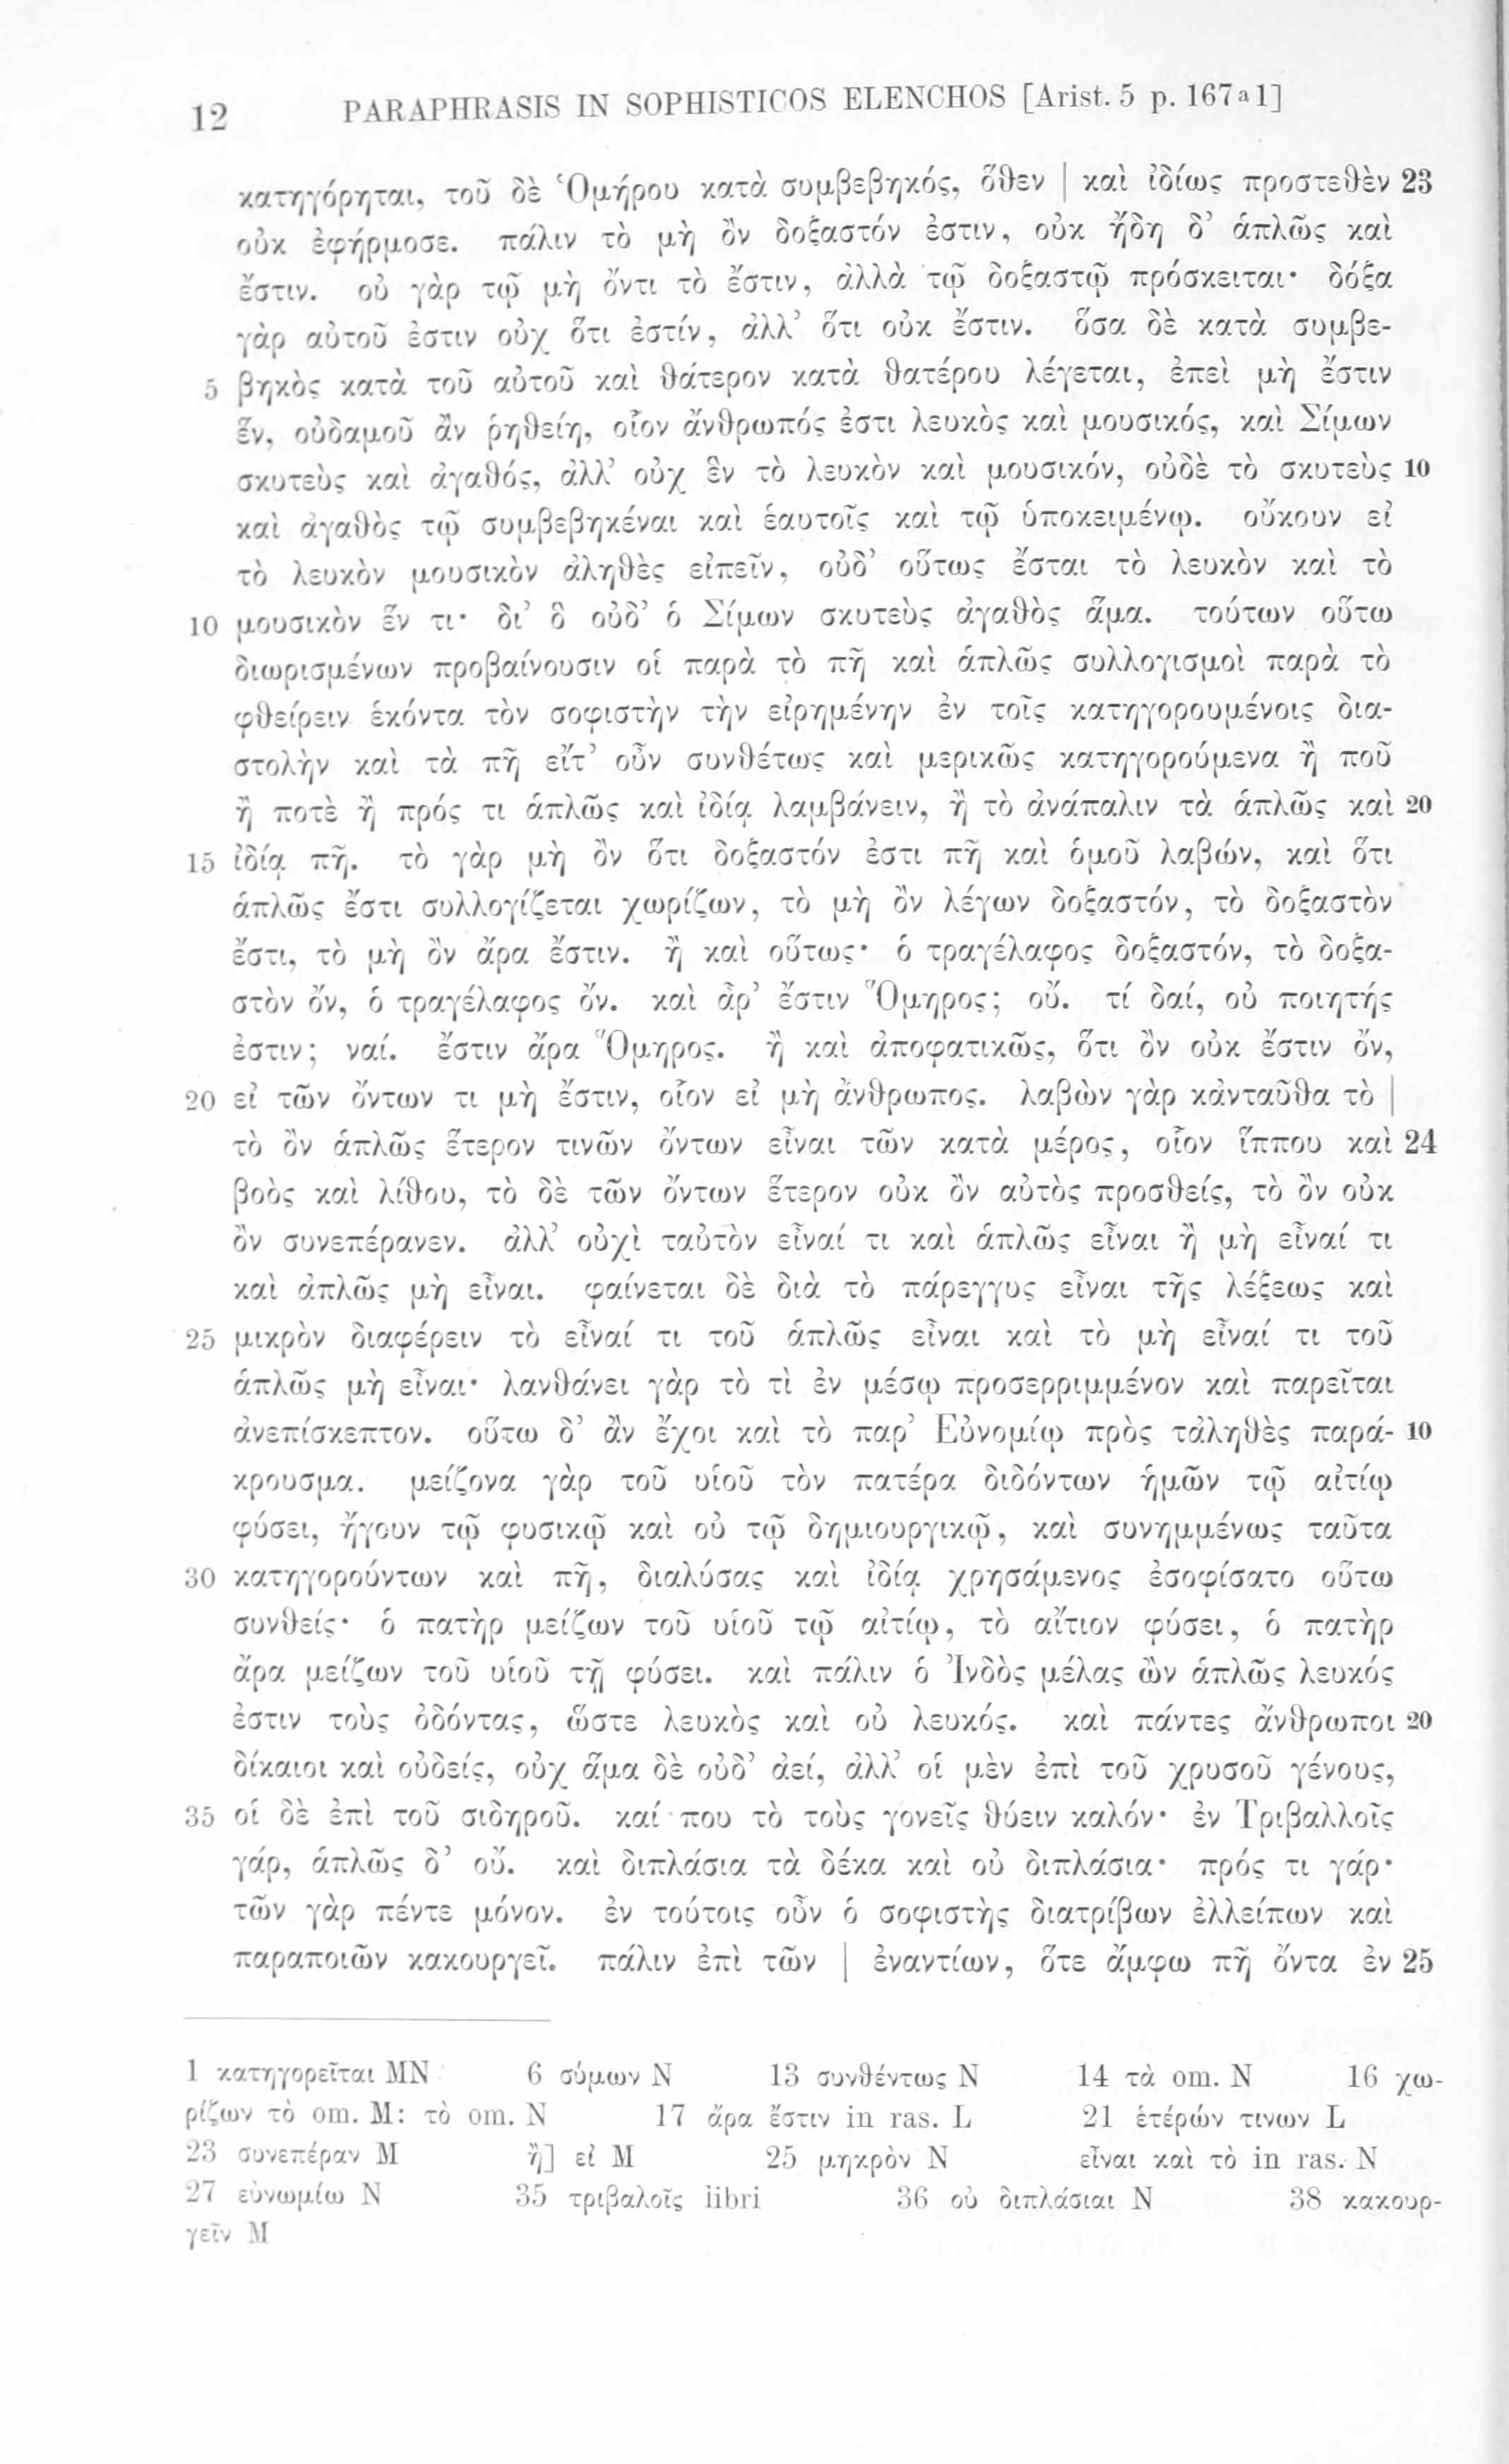 12 PARAPHRASIS IN SOPHISTICOS ELENCHOS [Arist. 5 p. 167ᵃ1]
κατηγόρηται, τοῦ δὲ Ὁμήρου κατὰ συμβεβηκός, ὅθεν | καὶ ἰδίως προστεθὲν 23
οὐκ ἐφήρμοσε. πάλιν τὸ μὴ ὂν δοξαστόν ἐστιν, οὐκ ἤδη δ’ ἁπλῶς καὶ
ἔστιν. οὐ γὰρ τῷ μὴ ὄντι τὸ ἔστιν, ἀλλὰ τῷ δοξαστῷ πρόσκειται· δόξα
γὰρ αὐτοῦ ἐστιν οὐχ ὅτι ἐστίν, ἀλλ’ ὅτι οὐκ ἔστιν. ὅσα δὲ κατὰ συμβε-
5 βηκὸς κατὰ τοῦ αὐτοῦ καὶ θάτερον κατὰ θατέρου λέγεται, ἐπεὶ μὴ ἔστιν
ἕν, οὐδαμοῦ ἂν ῥηθείη, οἷον ἄνθρωπός ἐστι λευκὸς καὶ μουσικός, καὶ Σίμων
σκυτεὺς καὶ ἀγαθός, ἀλλ’ οὐχ ἓν τὸ λευκὸν καὶ μουσικόν, οὐδὲ τὸ σκυτεὺς 10
καὶ ἀγαθὸς τῷ συμβεβηκέναι καὶ ἑαυτοῖς καὶ τῷ ὑποκειμένῳ. οὔκουν εἰ
τὸ λευκὸν μουσικὸν ἀληθὲς εἰπεῖν, οὐδ’ οὕτως ἔσται τὸ λευκὸν καὶ τὸ
10 μουσικὸν ἕν τι· δι’ ὃ οὐδ’ ὁ Σίμων σκυτεὺς ἀγαθὸς ἅμα. τούτων οὕτω
διωρισμένων προβαίνουσιν οἱ παρὰ τὸ πῆ καὶ ἁπλῶς συλλογισμοὶ παρὰ τὸ
φθείρειν ἑκόντα τὸν σοφιστὴν τὴν εἰρημένην ἐν τοῖς κατηγορουμένοις δια-
στολὴν καὶ τὰ πῆ εἴτ’ οὖν συνθέτως καὶ μερικῶς κατηγορούμενα ἢ ποῦ
ἢ ποτὲ ἢ πρός τι ἁπλῶς καὶ ἰδίᾳ λαμβάνειν, ἢ τὸ ἀνάπαλιν τὰ ἁπλῶς καὶ 20
15 ἰδίᾳ πῆ. τὸ γὰρ μὴ ὂν ὅτι δοξαστόν ἐστι πῆ καὶ ὁμοῦ λαβών, καὶ ὅτι
ἁπλῶς ἔστι συλλογίζεται χωρίζων, τὸ μὴ ὂν λέγων δοξαστόν, τὸ δοξαστὸν
ἔστι, τὸ μὴ ὂν ἄρα ἔστιν. ἢ καὶ οὕτως· ὁ τραγέλαφος δοξαστόν, τὸ δοξα-
στὸν ὄν, ὁ τραγέλαφος ὄν. καὶ ἆρ’ ἔστιν Ὅμηρος; οὔ. τί δαί, οὐ ποιητής
ἐστιν; ναί. ἔστιν ἄρα Ὅμηρος. ἢ καὶ ἀποφατικῶς, ὅτι ὂν οὐκ ἔστιν ὄν,
20 εἰ τῶν ὄντων τι μὴ ἔστιν, οἷον εἰ μὴ ἄνθρωπος. λαβὼν γὰρ κἀνταῦθα τὸ |
τὸ ὂν ἁπλῶς ἕτερον τινῶν ὄντων εἶναι τῶν κατὰ μέρος, οἷον ἵππου καὶ 24
βοὸς καὶ λίθου, τὸ δὲ τῶν ὄντων ἕτερον οὐκ ὂν αὐτὸς προσθείς, τὸ ὂν οὐκ
ὂν συνεπέρανεν. ἀλλ’ οὐχὶ ταὐτὸν εἶναί τι καὶ ἁπλῶς εἶναι ἢ μὴ εἶναί τι
καὶ ἁπλῶς μὴ εἶναι. φαίνεται δὲ διὰ τὸ πάρεγγυς εἶναι τῆς λέξεως καὶ
25 μικρὸν διαφέρειν τὸ εἶναί τι τοῦ ἁπλῶς εἶναι καὶ τὸ μὴ εἶναί τι τοῦ
ἁπλῶς μὴ εἶναι· λανθάνει γὰρ τὸ τὶ ἐν μέσῳ προσερριμμένον καὶ παρεῖται
ἀνεπίσκεπτον. οὕτω δ’ ἂν ἔχοι καὶ τὸ παρ’ Εὐνομίῳ πρὸς τἀληθὲς παρά- 10
κρουσμα. μείζονα γὰρ τοῦ υἱοῦ τὸν πατέρα διδόντων ἡμῶν τῷ αἰτίῳ
φύσει, ἤγουν τῷ φυσικῷ καὶ οὐ τῷ δημιουργικῷ, καὶ συνημμένως ταῦτα
30 κατηγορούντων καὶ πῆ, διαλύσας καὶ ἰδίᾳ χρησάμενος ἐσοφίσατο οὕτω
συνθείς· ὁ πατὴρ μείζων τοῦ υἱοῦ τῷ αἰτίῳ, τὸ αἴτιον φύσει, ὁ πατὴρ
ἄρα μείζων τοῦ υἱοῦ τῇ φύσει. καὶ πάλιν ὁ Ἰνδὸς μέλας ὢν ἁπλῶς λευκός
ἐστιν τοὺς ὀδόντας, ὥστε λευκὸς καὶ οὐ λευκός. καὶ πάντες ἄνθρωποι 20
δίκαιοι καὶ οὐδείς, οὐχ ἅμα δὲ οὐδ’ ἀεί, ἀλλ’ οἱ μὲν ἐπὶ τοῦ χρυσοῦ γένους,
35 οἱ δὲ ἐπὶ τοῦ σιδηροῦ. καί που τὸ τοὺς γονεῖς θύειν καλόν· ἐν Τριβαλλοῖς
γάρ, ἁπλῶς δ’ οὔ. καὶ διπλάσια τὰ δέκα καὶ οὐ διπλάσια· πρός τι γάρ·
τῶν γὰρ πέντε μόνον. ἐν τούτοις οὖν ὁ σοφιστὴς διατρίβων ἐλλείπων καὶ
παραποιῶν κακουργεῖ. πάλιν ἐπὶ τῶν | ἐναντίων, ὅτε ἄμφω πῆ ὄντα ἐν 25
1 κατηγορεῖται MN 6 σύμων N 13 συνθέντως N 14 τὰ om. N 16 χω-
ρίζων τὸ om. M: τὸ om. N 17 ἄρα ἔστιν in ras. L 21 ἑτέρών τινων L
23 συνεπέραν M ἢ] εἰ M 25 μηκρὸν N εἶναι καὶ τὸ in ras. N
27 εὐνωμίω N 35 τριβαλοῖς libri 36 οὐ διπλάσιαι N 38 κακουρ-
γεῖν M